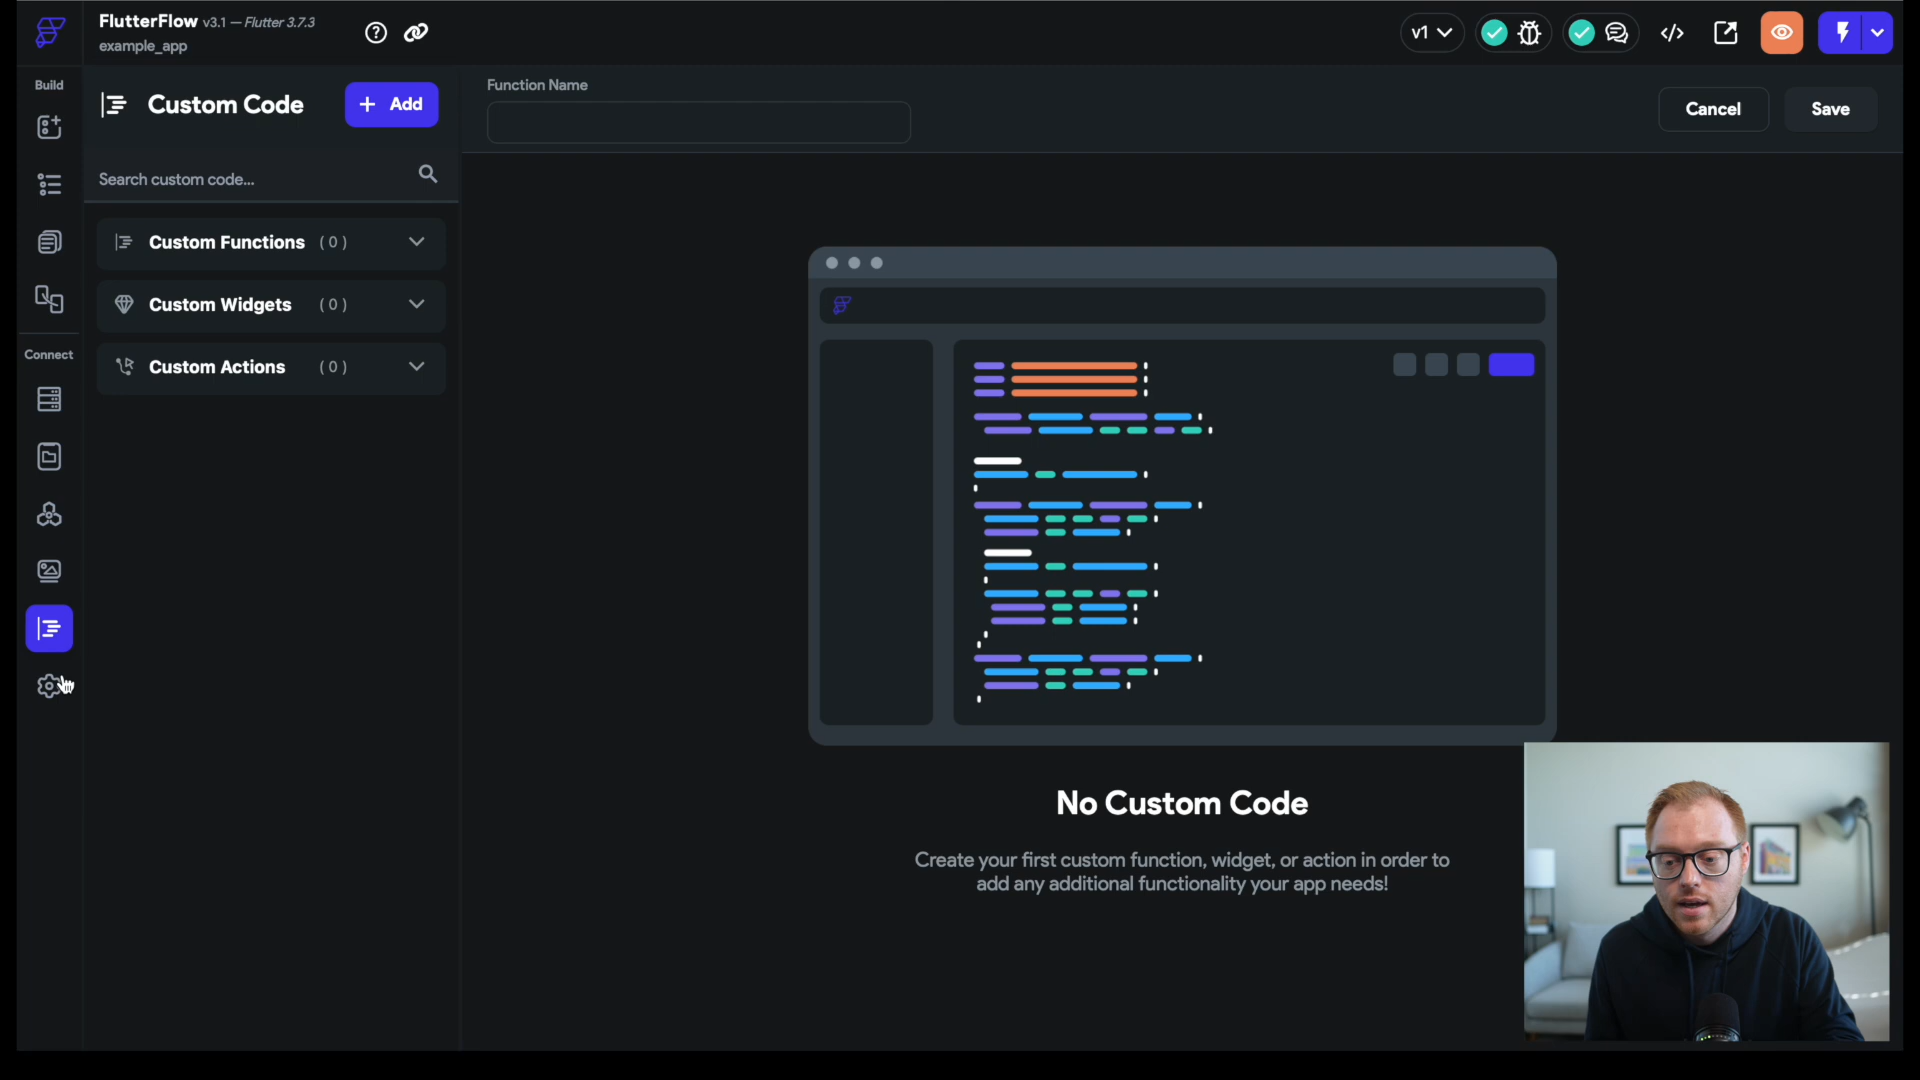 FlutterFlow v3.1 — Flutter 3.7.3
example_app
v1
Build
Custom Code
+ Add
Function Name
Cancel
Save
Search custom code...
Custom Functions ( 0 )
Custom Widgets ( 0 )
Custom Actions ( 0 )
Connect
No Custom Code
Create your first custom function, widget, or action in order to
add any additional functionality your app needs!